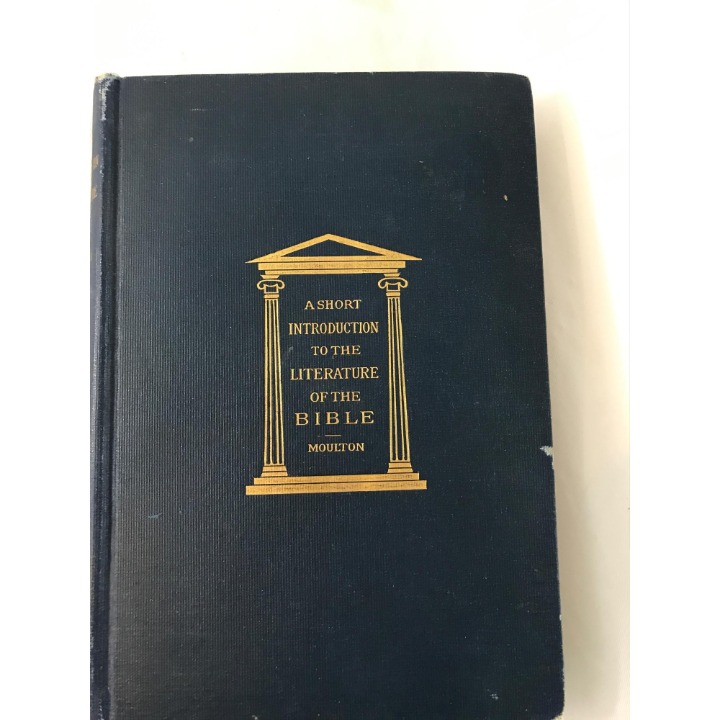 A SHORT
INTRODUCTION
TO THE
LITERATURE
OF THE
BIBLE
MOULTON